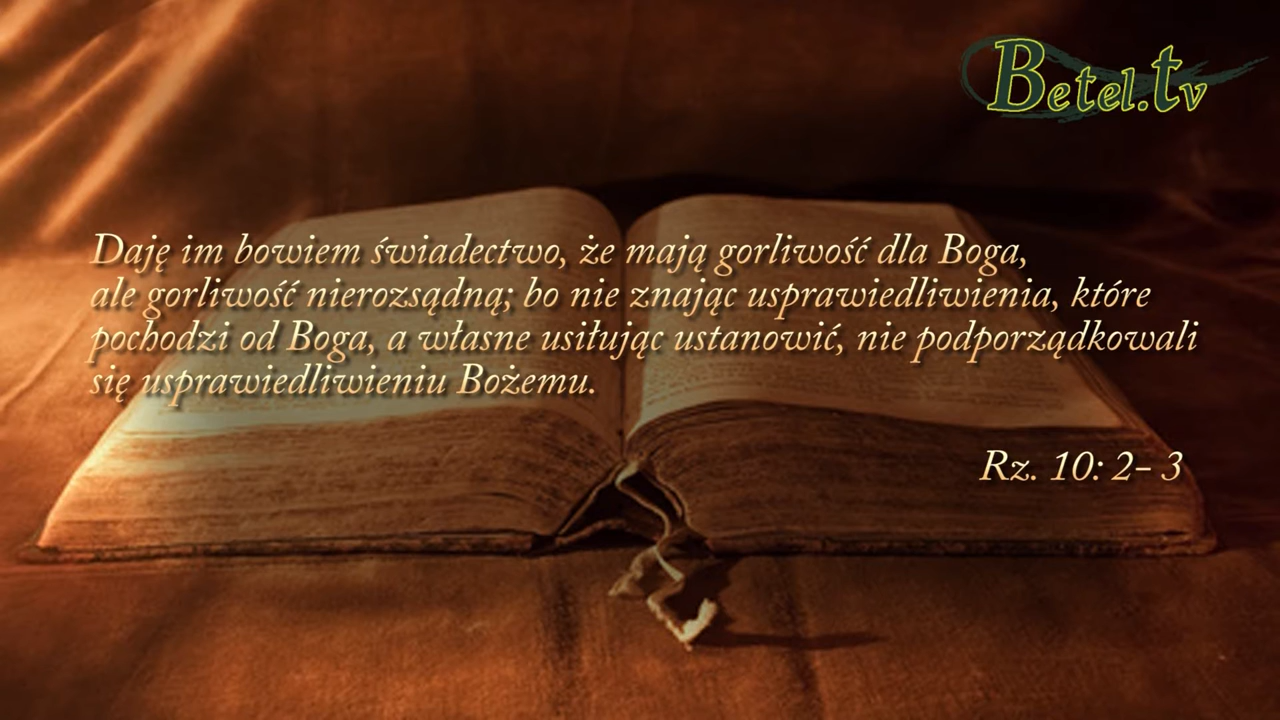 Betel.tv
Daję im bowiem świadectwo, że mają gorliwość dla Boga,
ale gorliwość nierozsądną; bo nie znając usprawiedliwienia, które
pochodzi od Boga, a własne usiłując ustanowić, nie podporządkowali
się usprawiedliwieniu Bożemu.
Rz. 10: 2- 3